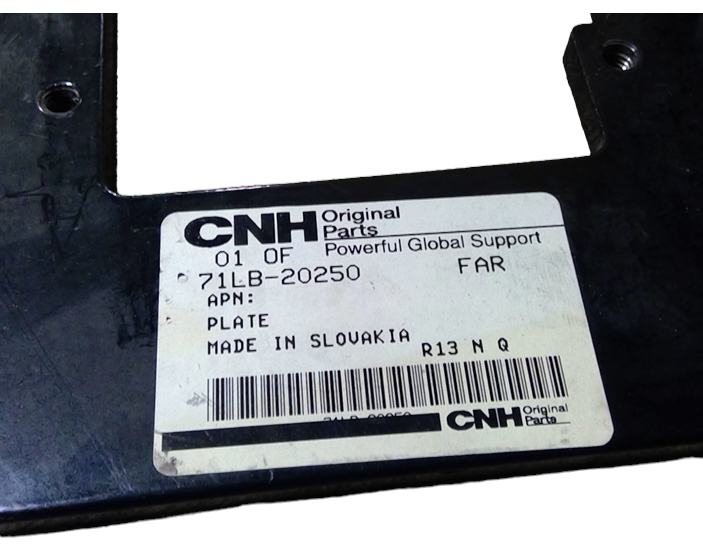 CNH Original
Parts
01 OF Powerful Global Support
71LB-20250 FAR
APN:
PLATE
MADE IN SLOVAKIA R13 N Q
CNH Original
Parts